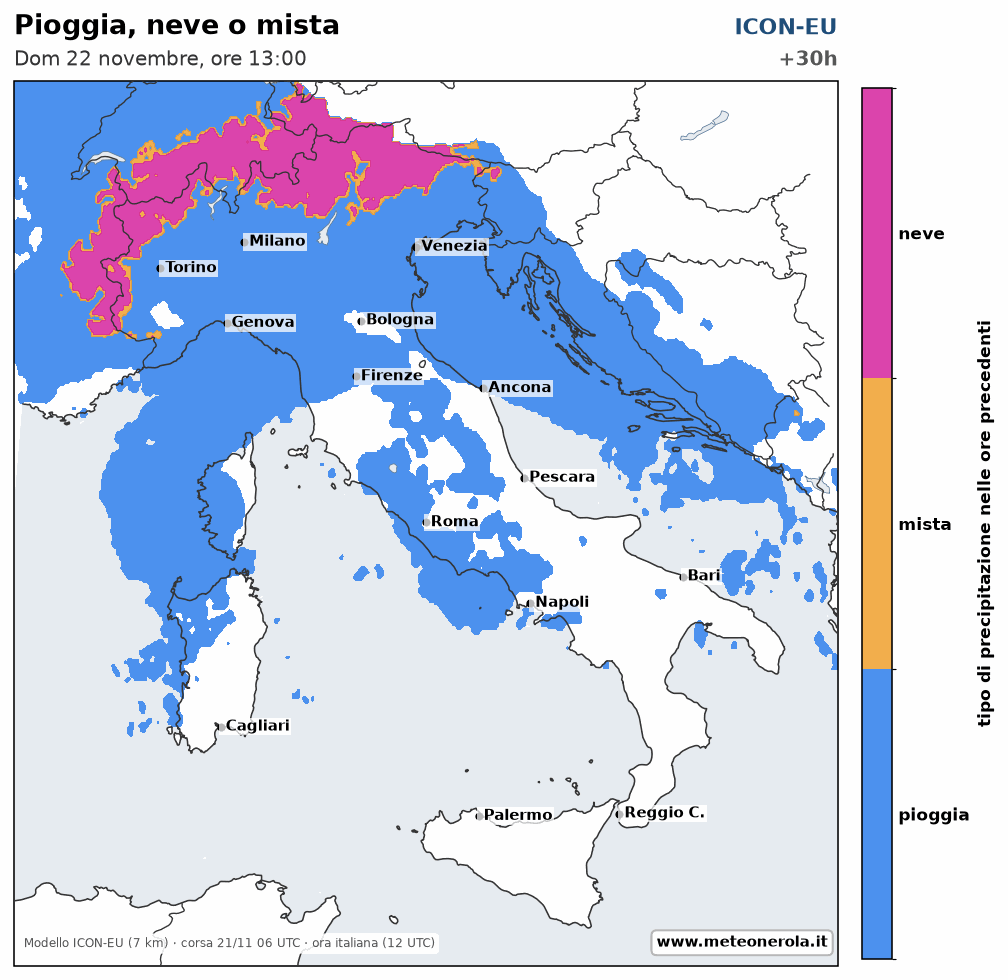 Pioggia, neve o mista
ICON-EU
Dom 22 novembre, ore 13:00
+30h
neve
Milano
Venezia
Torino
Bologna
Genova
Firenze
Ancona
Pescara
Roma
mista
Bari
Napoli
Cagliari
Palermo
Reggio C.
pioggia
tipo di precipitazione nelle ore precedenti
Modello ICON-EU (7 km) · corsa 21/11 06 UTC · ora italiana (12 UTC)
www.meteonerola.it